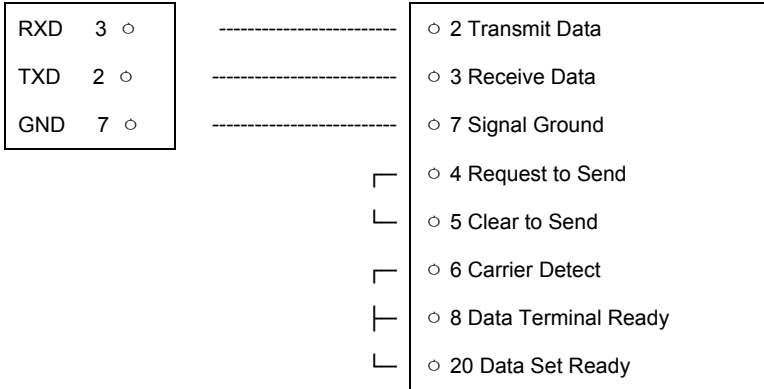 RXD 3 2 Transmit Data
TXD 2 3 Receive Data
GND 7 7 Signal Ground
4 Request to Send
5 Clear to Send
6 Carrier Detect
8 Data Terminal Ready
20 Data Set Ready